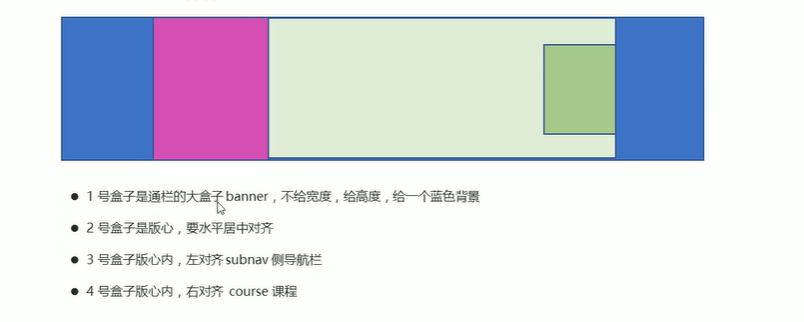 ● 1 号盒子是通栏的大盒子 banner，不给宽度，给高度，给一个蓝色背景
● 2 号盒子是版心，要水平居中对齐
● 3 号盒子版心内，左对齐 subnav 侧导航栏
● 4 号盒子版心内，右对齐 course 课程